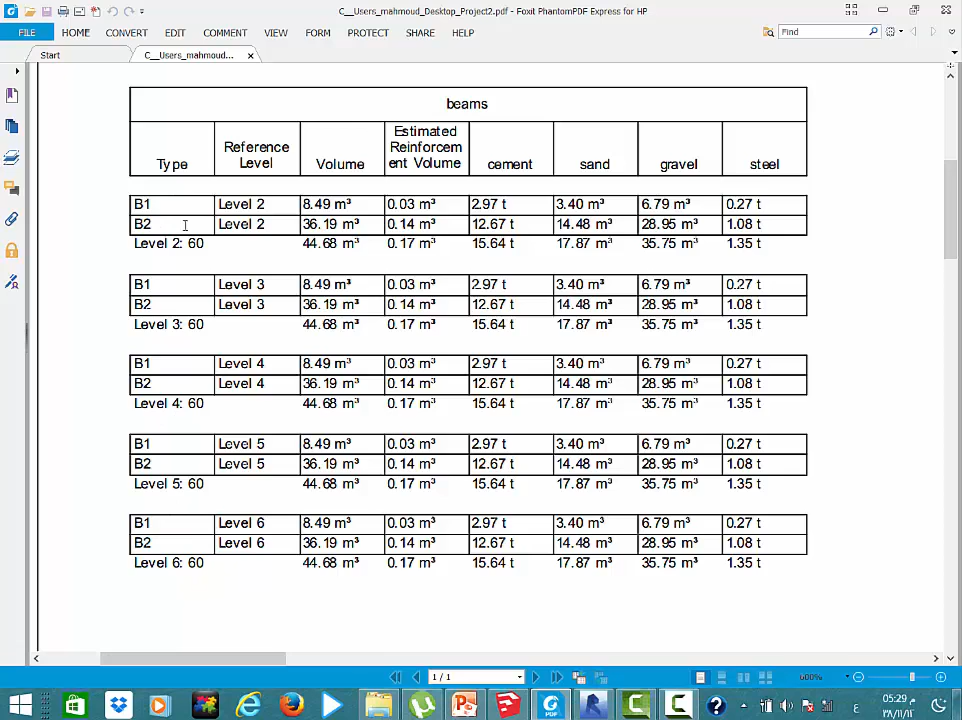 C__Users_mahmoud_Desktop_Project2.pdf - Foxit PhantomPDF Express for HP
FILE HOME CONVERT EDIT COMMENT VIEW FORM PROTECT SHARE HELP Find
Start C__Users_mahmoud...
beams
Type Reference Level Volume Estimated Reinforcem ent Volume cement sand gravel steel
B1 Level 2 8.49 m³ 0.03 m³ 2.97 t 3.40 m³ 6.79 m³ 0.27 t
B2 Level 2 36.19 m³ 0.14 m³ 12.67 t 14.48 m³ 28.95 m³ 1.08 t
Level 2: 60 44.68 m³ 0.17 m³ 15.64 t 17.87 m³ 35.75 m³ 1.35 t
B1 Level 3 8.49 m³ 0.03 m³ 2.97 t 3.40 m³ 6.79 m³ 0.27 t
B2 Level 3 36.19 m³ 0.14 m³ 12.67 t 14.48 m³ 28.95 m³ 1.08 t
Level 3: 60 44.68 m³ 0.17 m³ 15.64 t 17.87 m³ 35.75 m³ 1.35 t
B1 Level 4 8.49 m³ 0.03 m³ 2.97 t 3.40 m³ 6.79 m³ 0.27 t
B2 Level 4 36.19 m³ 0.14 m³ 12.67 t 14.48 m³ 28.95 m³ 1.08 t
Level 4: 60 44.68 m³ 0.17 m³ 15.64 t 17.87 m³ 35.75 m³ 1.35 t
B1 Level 5 8.49 m³ 0.03 m³ 2.97 t 3.40 m³ 6.79 m³ 0.27 t
B2 Level 5 36.19 m³ 0.14 m³ 12.67 t 14.48 m³ 28.95 m³ 1.08 t
Level 5: 60 44.68 m³ 0.17 m³ 15.64 t 17.87 m³ 35.75 m³ 1.35 t
B1 Level 6 8.49 m³ 0.03 m³ 2.97 t 3.40 m³ 6.79 m³ 0.27 t
B2 Level 6 36.19 m³ 0.14 m³ 12.67 t 14.48 m³ 28.95 m³ 1.08 t
Level 6: 60 44.68 m³ 0.17 m³ 15.64 t 17.87 m³ 35.75 m³ 1.35 t
1 / 1 600%
ع 05:29 م